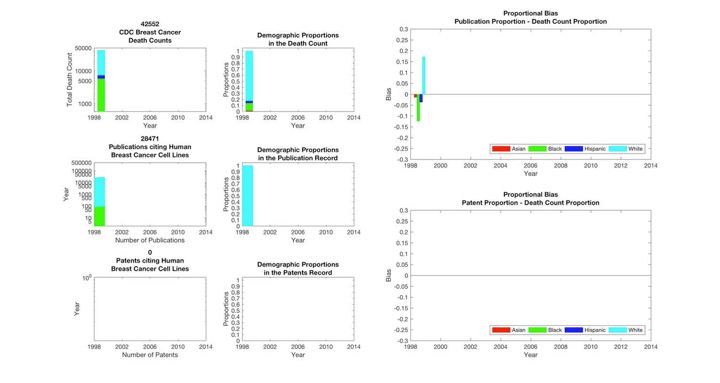 42552
CDC Breast Cancer
Death Counts
50000
10000
5000
1000
Total Death Count
1998 2002 2006 2010 2014
Year
Demographic Proportions
in the Death Count
1
0.9
0.8
0.7
0.6
0.5
0.4
0.3
0.2
0.1
0
Proportions
1998 2002 2006 2010 2014
Year
28471
Publications citing Human
Breast Cancer Cell Lines
500000
100000
50000
10000
5000
1000
500
100
50
10
5
Year
1998 2002 2006 2010 2014
Number of Publications
Demographic Proportions
in the Publication Record
1
0.9
0.8
0.7
0.6
0.5
0.4
0.3
0.2
0.1
0
Proportions
1998 2002 2006 2010 2014
Year
0
Patents citing Human
Breast Cancer Cell Lines
10⁰
Year
1998 2002 2006 2010 2014
Number of Patents
Demographic Proportions
in the Patents Record
1
0.9
0.8
0.7
0.6
0.5
0.4
0.3
0.2
0.1
0
Proportions
1998 2002 2006 2010 2014
Year
Proportional Bias
Publication Proportion - Death Count Proportion
0.3
0.25
0.2
0.15
0.1
0.05
0
-0.05
-0.1
-0.15
-0.2
-0.25
-0.3
Bias
Asian Black Hispanic White
1998 2002 2006 2010 2014
Year
Proportional Bias
Patent Proportion - Death Count Proportion
0.3
0.25
0.2
0.15
0.1
0.05
0
-0.05
-0.1
-0.15
-0.2
-0.25
-0.3
Bias
Asian Black Hispanic White
1998 2002 2006 2010 2014
Year